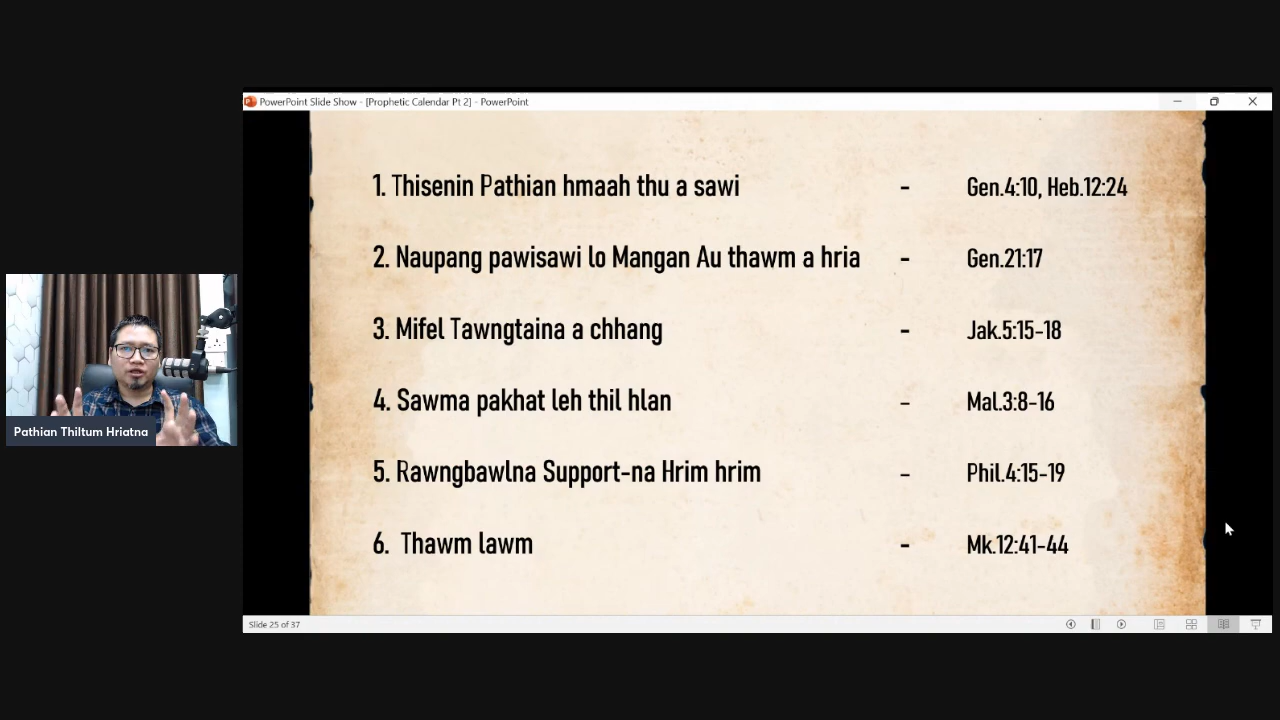 PowerPoint Slide Show - [Prophetic Calendar Pt 2] - PowerPoint
1. Thisenin Pathian hmaah thu a sawi - Gen.4:10, Heb.12:24
2. Naupang pawisawi lo Mangan Au thawm a hria - Gen.21:17
3. Mifel Tawngtaina a chhang - Jak.5:15-18
4. Sawma pakhat leh thil hlan - Mal.3:8-16
5. Rawngbawlna Support-na Hrim hrim - Phil.4:15-19
6. Thawm lawm - Mk.12:41-44
Pathian Thiltum Hriatna
Slide 25 of 37